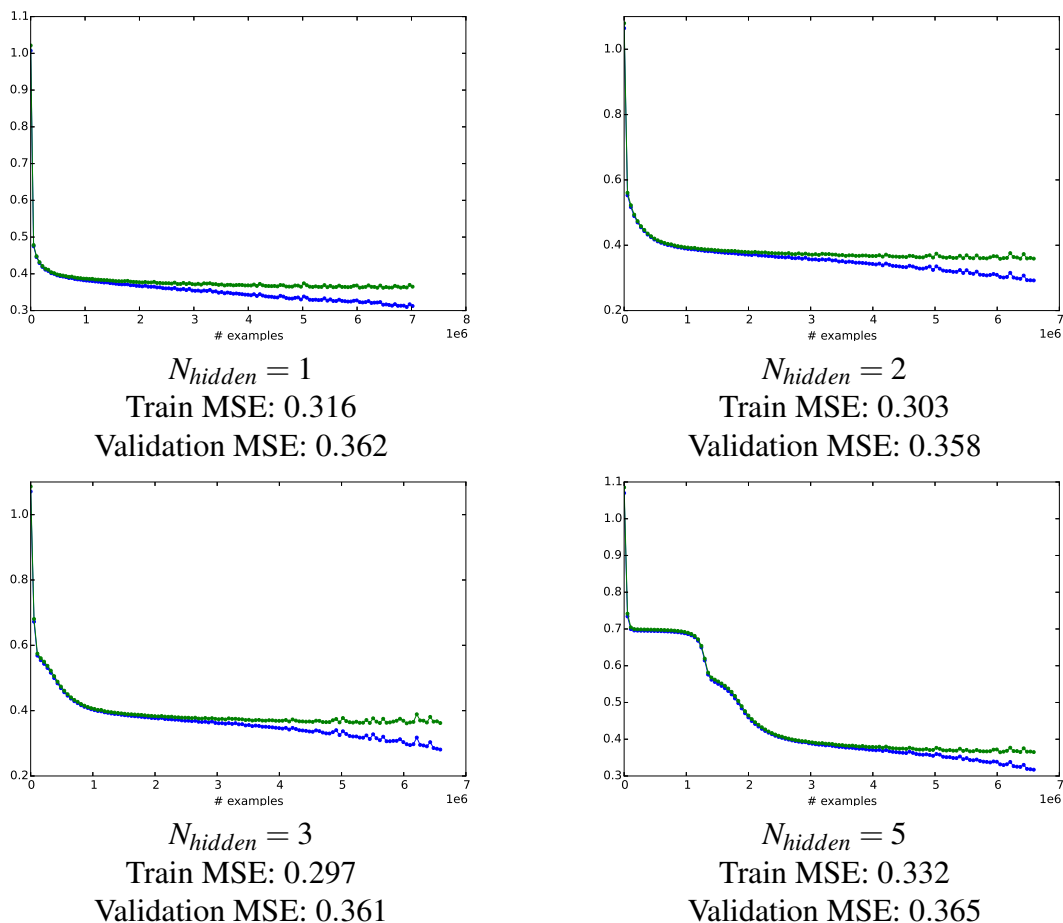 1.1
1.0
0.9
0.8
0.7
0.6
0.5
0.4
0.3
0 1 2 3 4 5 6 7 8
# examples 1e6
N_hidden = 1
Train MSE: 0.316
Validation MSE: 0.362
1.0
0.8
0.6
0.4
0.2
0 1 2 3 4 5 6 7
# examples 1e6
N_hidden = 2
Train MSE: 0.303
Validation MSE: 0.358
1.0
0.8
0.6
0.4
0.2
0 1 2 3 4 5 6 7
# examples 1e6
N_hidden = 3
Train MSE: 0.297
Validation MSE: 0.361
1.1
1.0
0.9
0.8
0.7
0.6
0.5
0.4
0.3
0 1 2 3 4 5 6 7
# examples 1e6
N_hidden = 5
Train MSE: 0.332
Validation MSE: 0.365